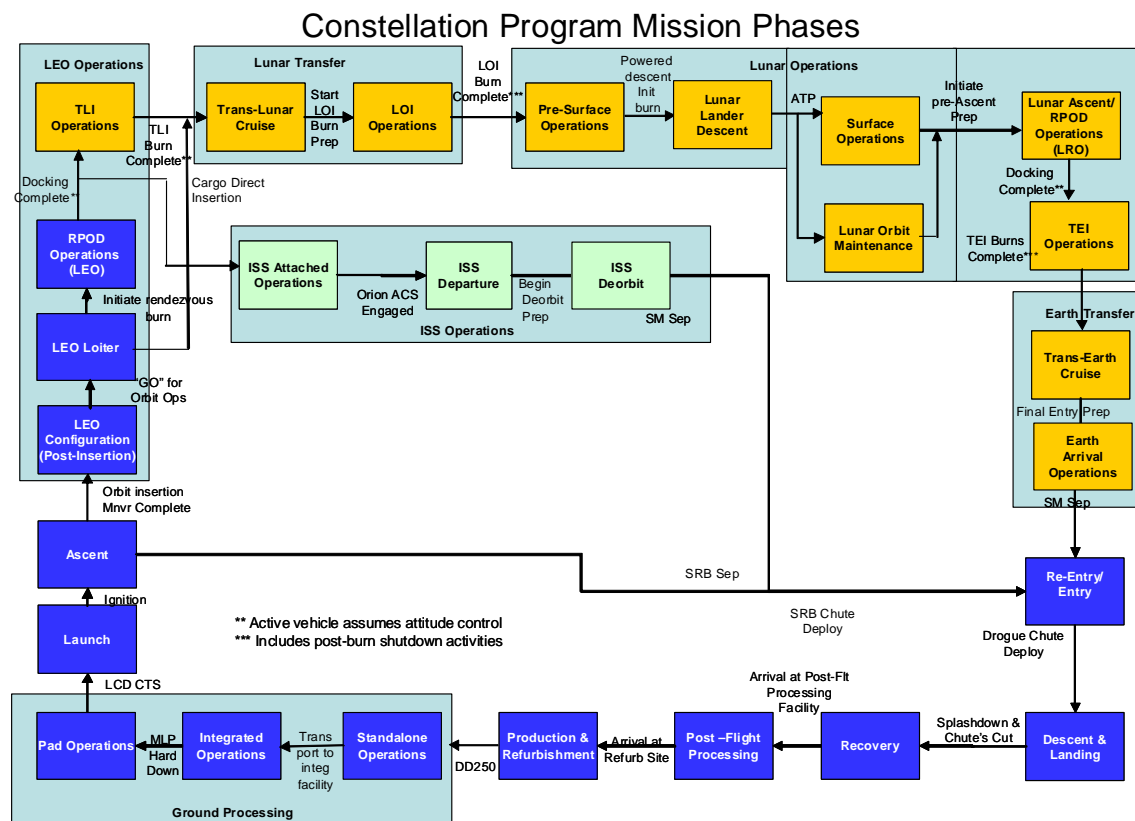 Constellation Program Mission Phases
LEO Operations
TLI
Operations
TLI
Burn
Complete**
Docking
Complete**
RPOD
Operations
(LEO)
Initiate rendezvous
burn
LEO Loiter
"GO" for
Orbit Ops
LEO
Configuration
(Post-Insertion)
Orbit insertion
Mnvr Complete
Ascent
Ignition
Launch
LCD CTS
Cargo Direct
Insertion
Lunar Transfer
Trans-Lunar
Cruise
Start
LOI
Burn
Prep
LOI
Operations
LOI
Burn
Complete***
Lunar Operations
Pre-Surface
Operations
Powered
descent
Init
burn
Lunar
Lander
Descent
ATP
Surface
Operations
Lunar Orbit
Maintenance
Initiate
pre-Ascent
Prep
Lunar Ascent/
RPOD
Operations
(LRO)
Docking
Complete**
TEI
Operations
TEI Burns
Complete***
ISS Attached
Operations
Orion ACS
Engaged
ISS
Departure
Begin
Deorbit
Prep
ISS
Deorbit
SM Sep
ISS Operations
Earth Transfer
Trans-Earth
Cruise
Final Entry Prep
Earth
Arrival
Operations
SM Sep
SRB Sep
SRB Chute
Deploy
Re-Entry/
Entry
Drogue Chute
Deploy
** Active vehicle assumes attitude control
*** Includes post-burn shutdown activities
Descent &
Landing
Splashdown &
Chute's Cut
Recovery
Arrival at Post-Flt
Processing
Facility
Post –Flight
Processing
Arrival at
Refurb Site
Production &
Refurbishment
DD250
Standalone
Operations
Trans
port to
integ
facility
Integrated
Operations
MLP
Hard
Down
Pad Operations
Ground Processing